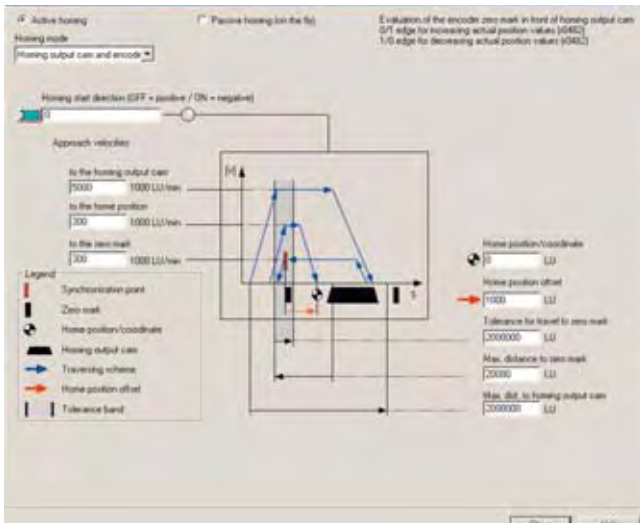 Active homing
Passive homing (on the fly)
Evaluation of the encoder zero mark in front of homing output cam
0/1 edge for increasing actual position values
1/0 edge for decreasing actual position values
Homing mode
Homing output cam and encode
Homing start direction (OFF = positive / ON = negative)
0
Approach velocities
to the homing output cam
5000 1000 LU/min
to the home position
300 1000 LU/min
to the zero mark
300 1000 LU/min
|v|
s
Home position/coordinate
0 LU
Home position offset
1000 LU
Tolerance for travel to zero mark
2000000 LU
Max. distance to zero mark
20000 LU
Max. dist. to homing output cam
2000000 LU
Legend
Synchronization point
Zero mark
Home position/coordinate
Homing output cam
Traversing scheme
Home position offset
Tolerance band